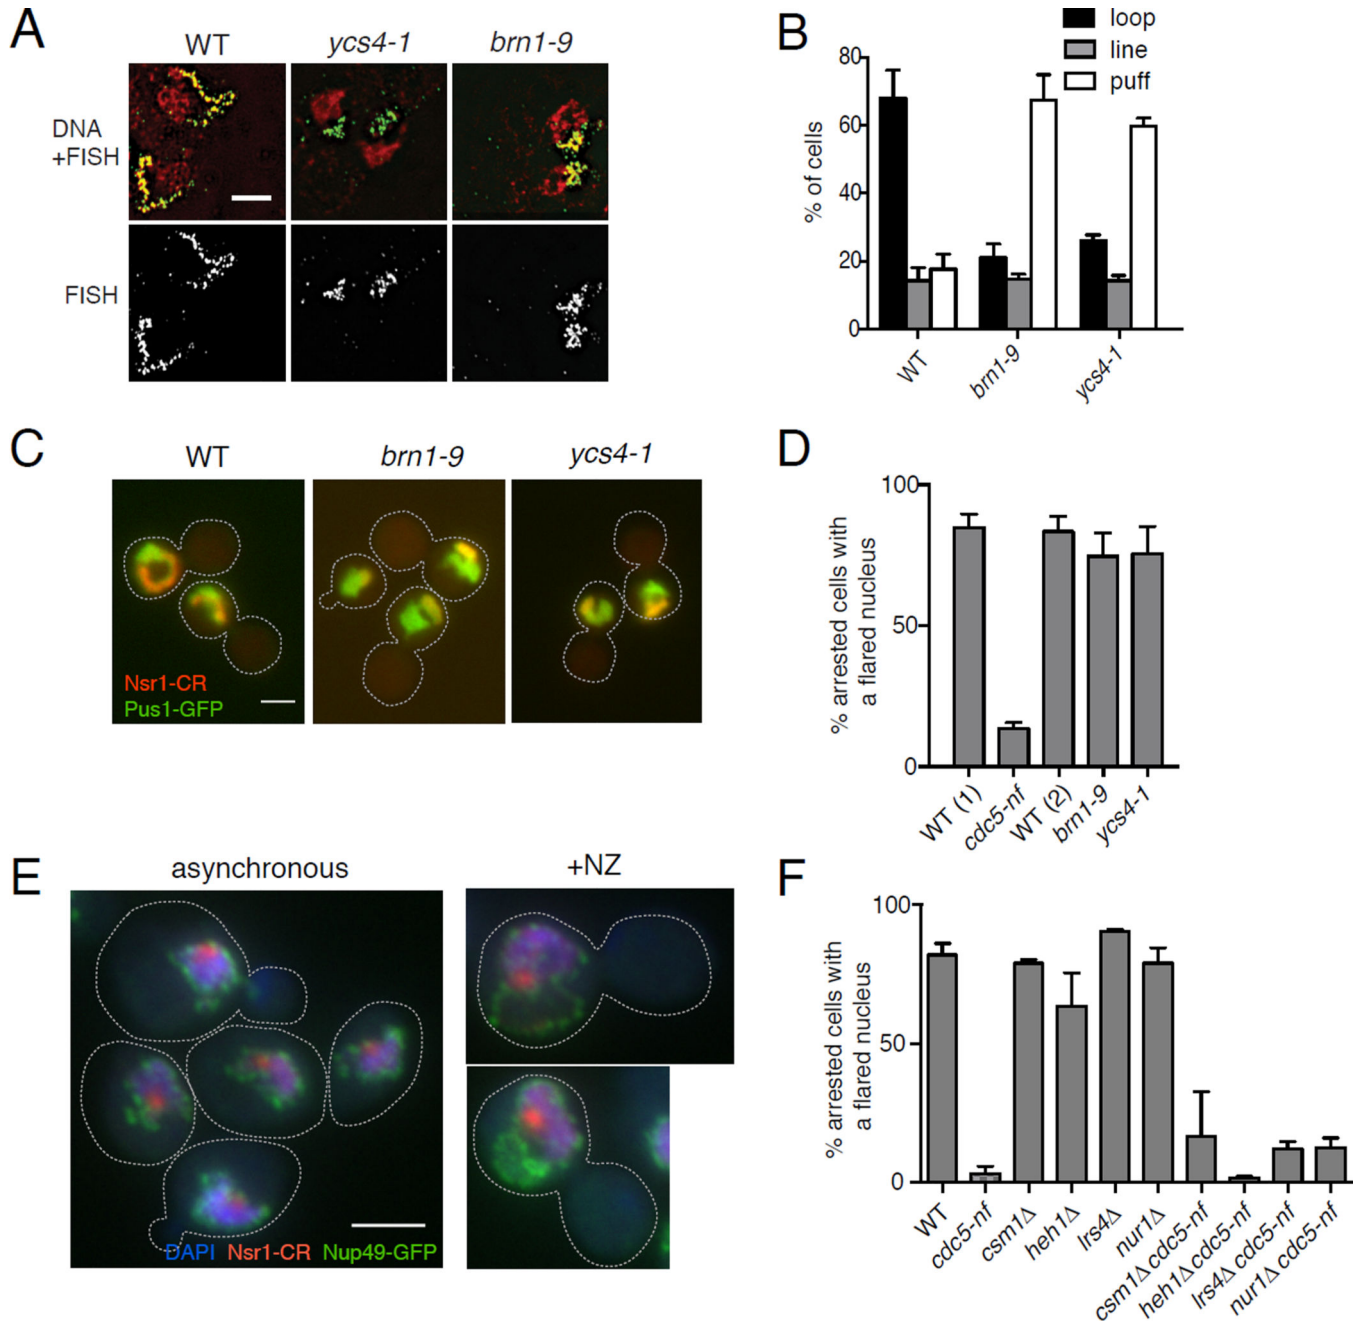 A
WT
ycs4-1
brn1-9
DNA
+FISH
FISH
B
loop
line
puff
% of cells
80
60
40
20
0
WT
brn1-9
ycs4-1
C
WT
brn1-9
ycs4-1
Nsr1-CR
Pus1-GFP
D
% arrested cells with
a flared nucleus
100
50
0
WT (1)
cdc5-nf
WT (2)
brn1-9
ycs4-1
E
asynchronous
+NZ
DAPI Nsr1-CR Nup49-GFP
F
% arrested cells with
a flared nucleus
100
50
0
WT
cdc5-nf
csm1Δ
heh1Δ
lrs4Δ
nur1Δ
csm1Δ cdc5-nf
heh1Δ cdc5-nf
lrs4Δ cdc5-nf
nur1Δ cdc5-nf